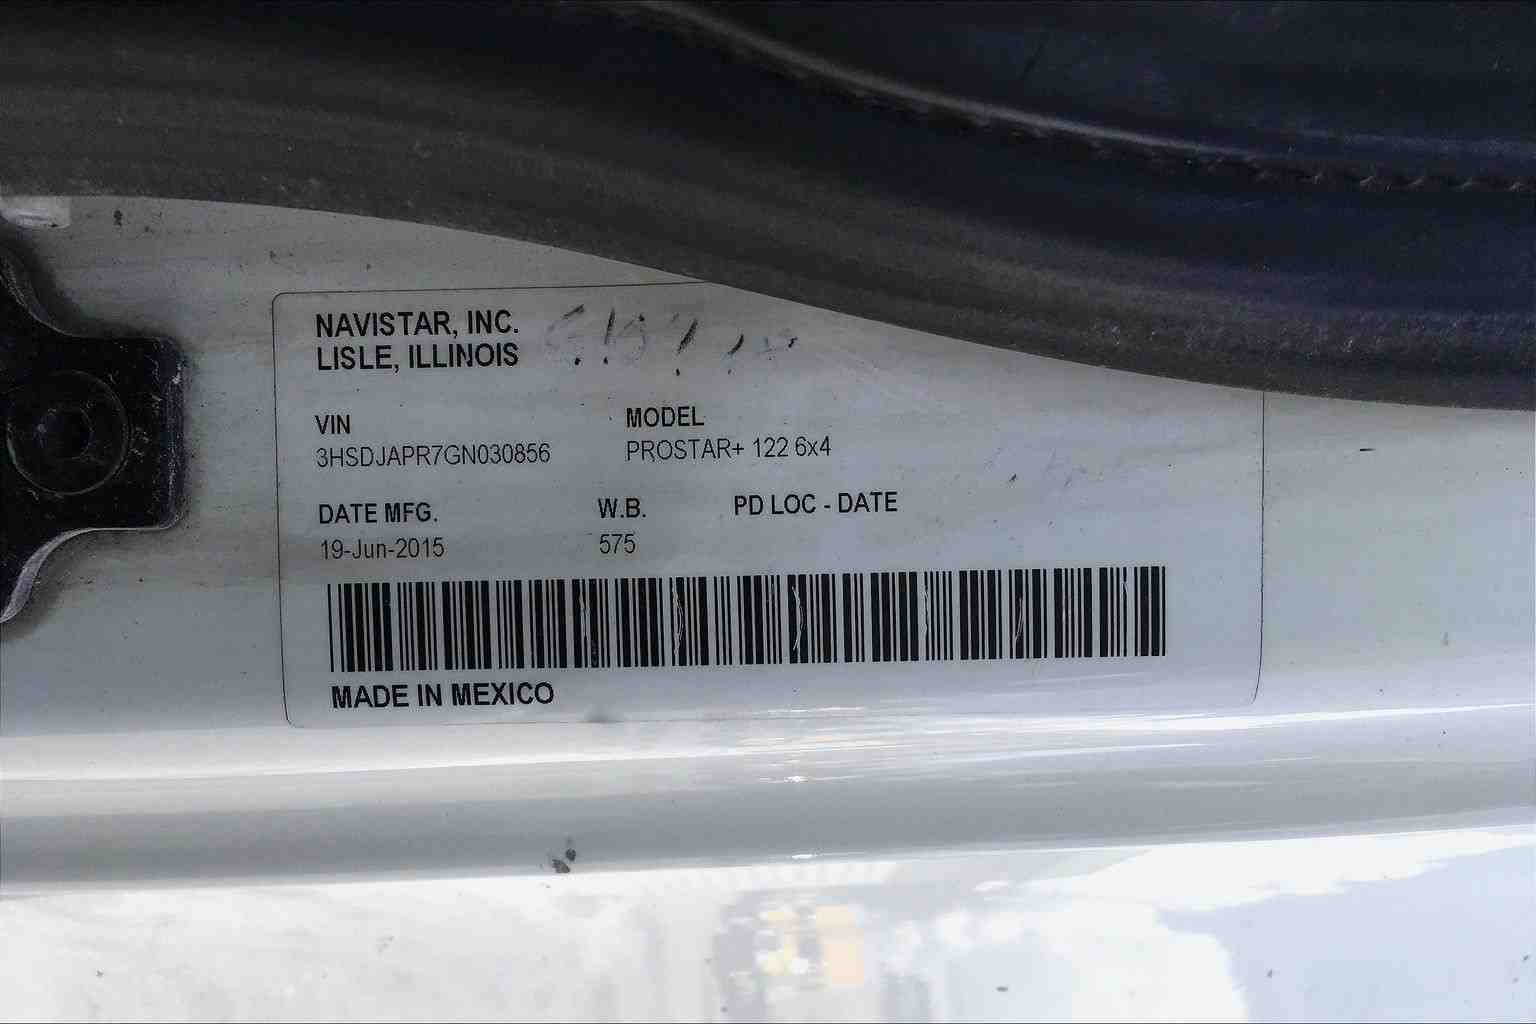 NAVISTAR, INC.
LISLE, ILLINOIS
VIN MODEL
3HSDJAPR7GN030856 PROSTAR+ 122 6x4
DATE MFG. W.B. PD LOC - DATE
19-Jun-2015 575
MADE IN MEXICO